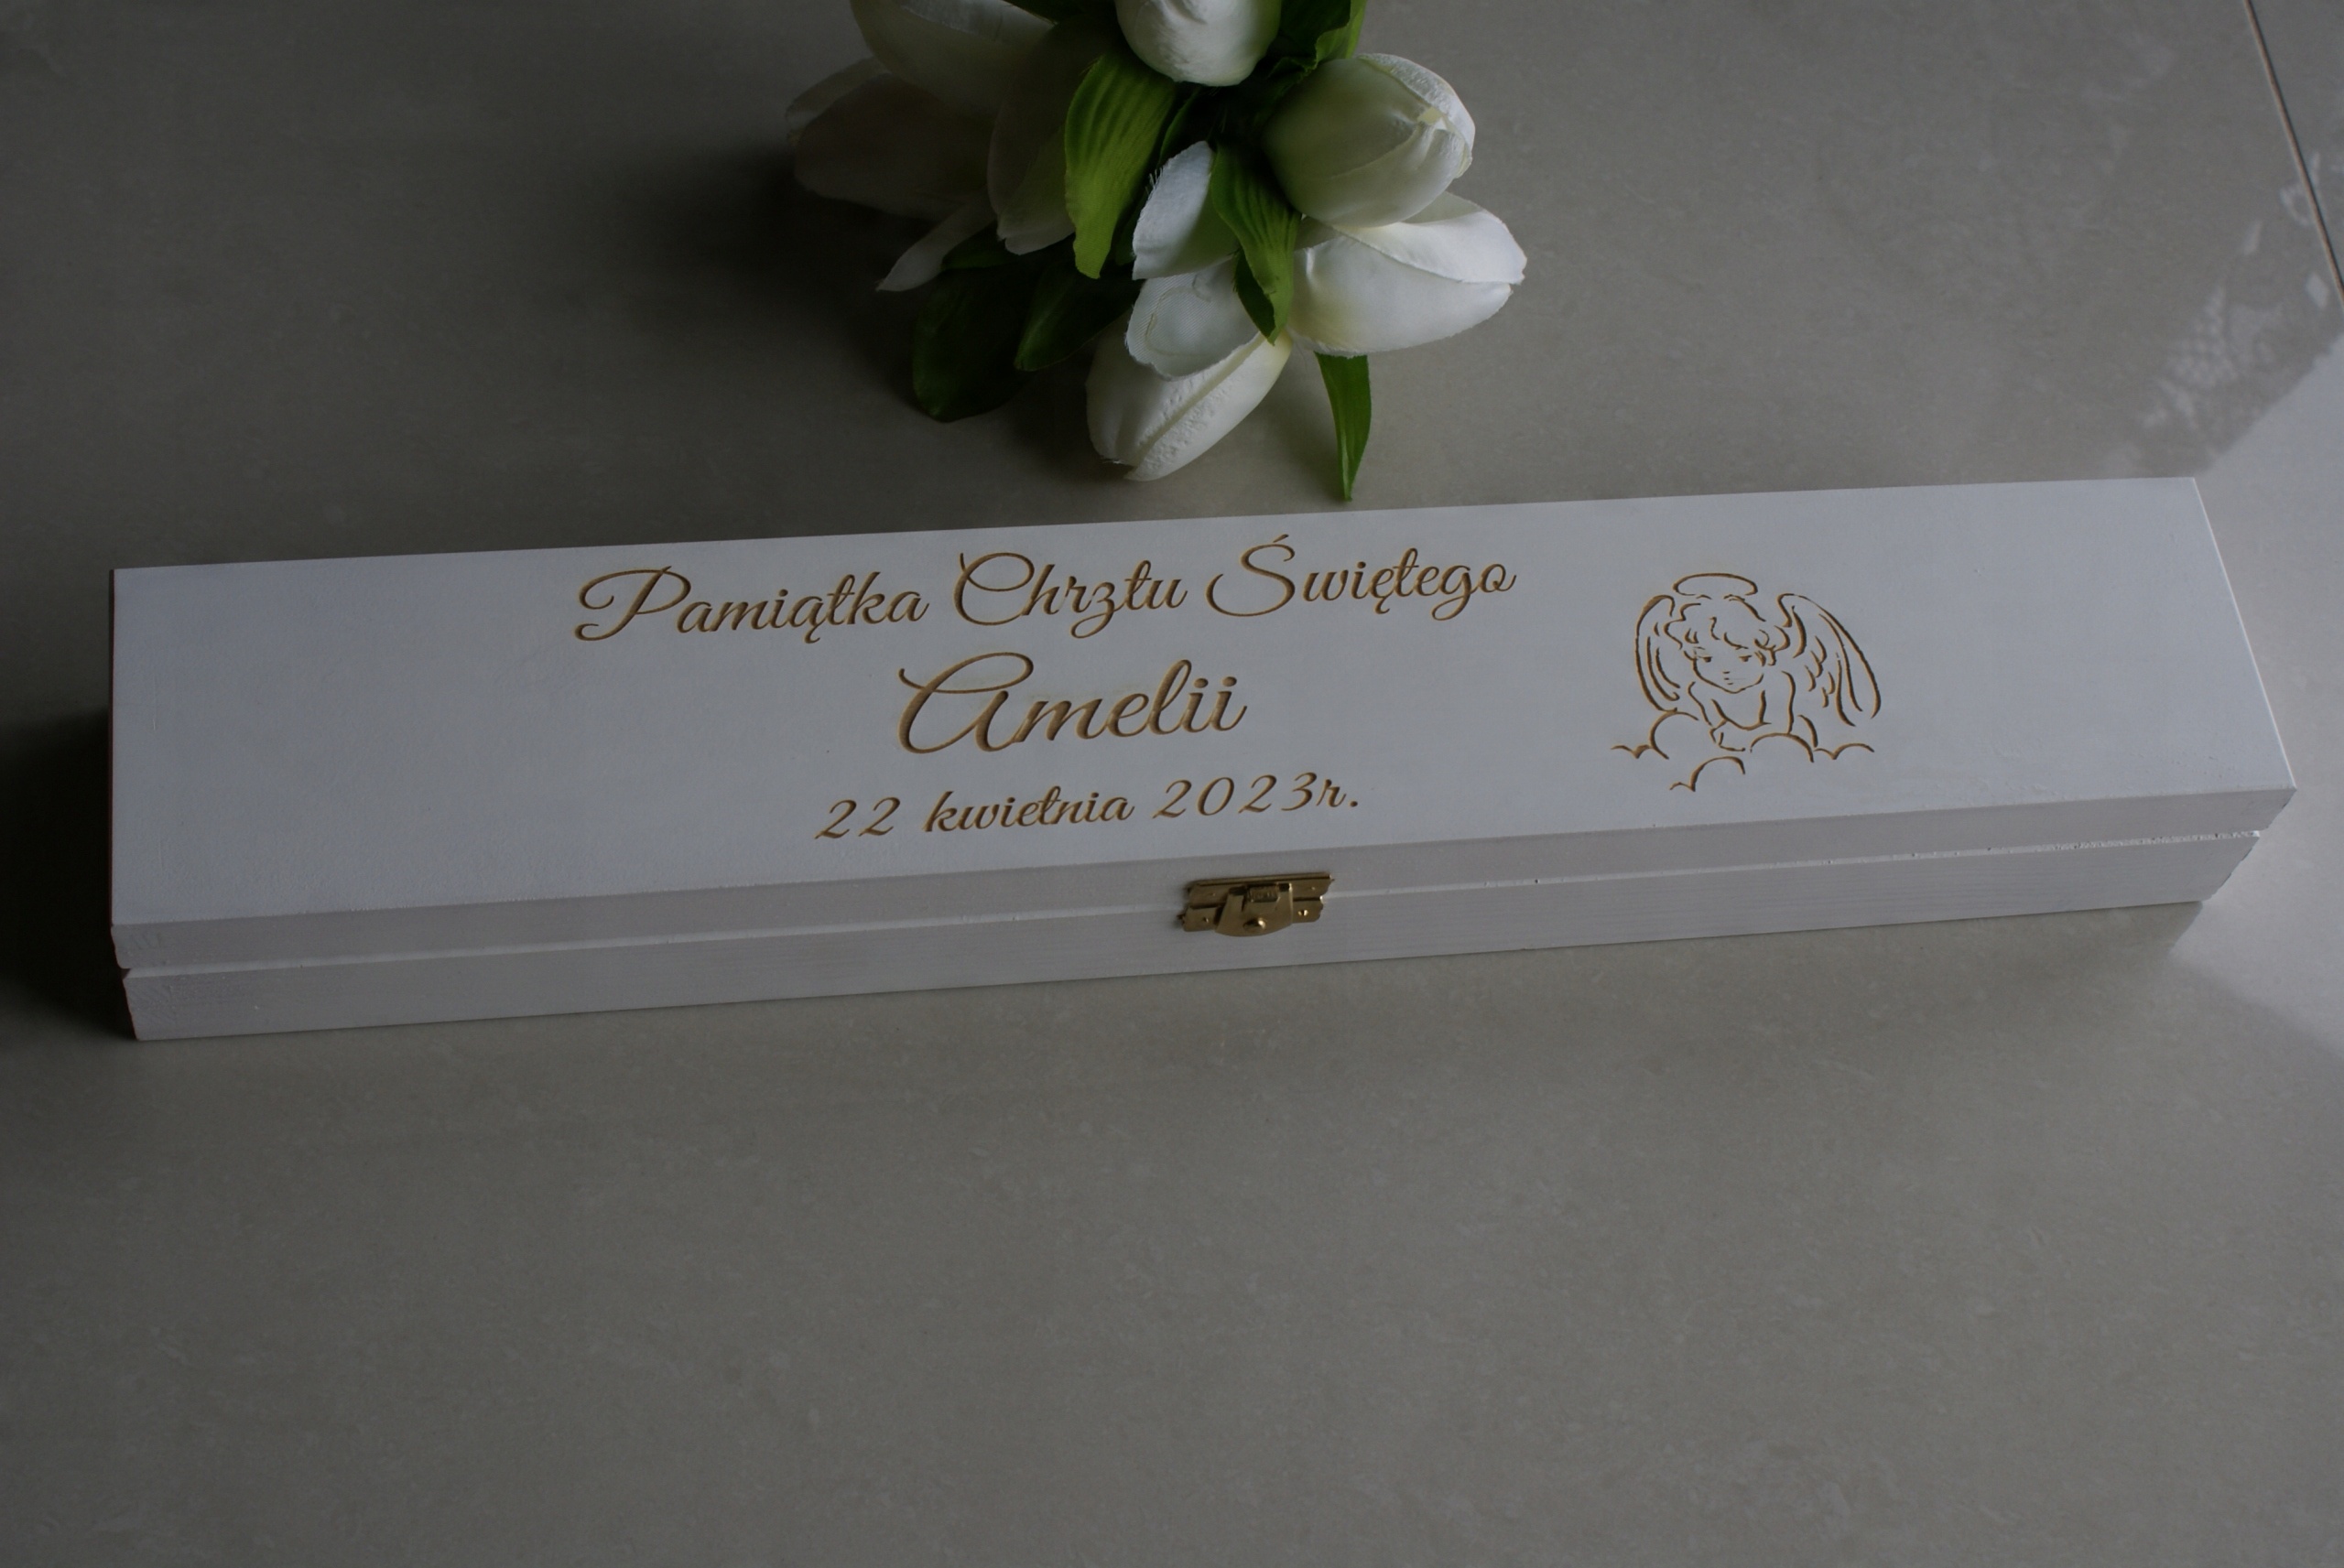 Pamiątka Chrztu Świętego
Amelii
22 kwietnia 2023r.